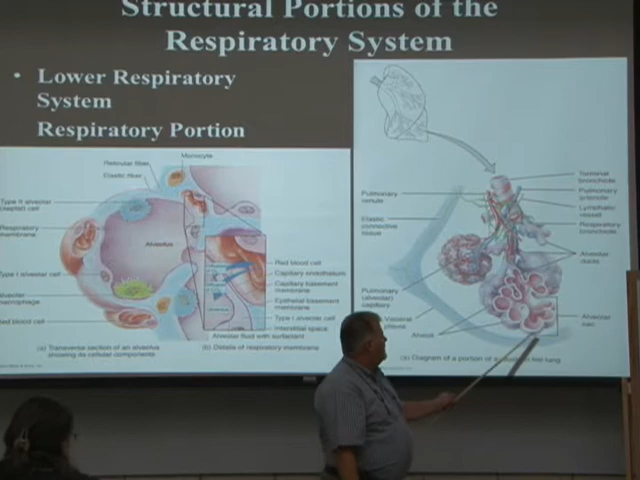 Structural Portions of the
Respiratory System
• Lower Respiratory
System
Respiratory Portion
Monocyte
Reticular fiber
Elastic fiber
Type II alveolar
(septal) cell
Respiratory
membrane
Alveolus
Type I alveolar cell
Alveolar
macrophage
Red blood cell
Red blood cell
Capillary endothelium
Capillary basement
membrane
Epithelial basement
membrane
Type I alveolar cell
Interstitial space
Alveolar fluid with surfactant
(a) Transverse section of an alveolus
showing its cellular components
(b) Details of respiratory membrane
Terminal
bronchiole
Pulmonary
arteriole
Lymphatic
vessel
Respiratory
bronchiole
Alveolar
ducts
Alveolar
sac
Pulmonary
venule
Elastic
connective
tissue
Pulmonary
(alveolar)
capillary
Visceral
pleura
Alveoli
(a) Diagram of a portion of a lobule of the lung